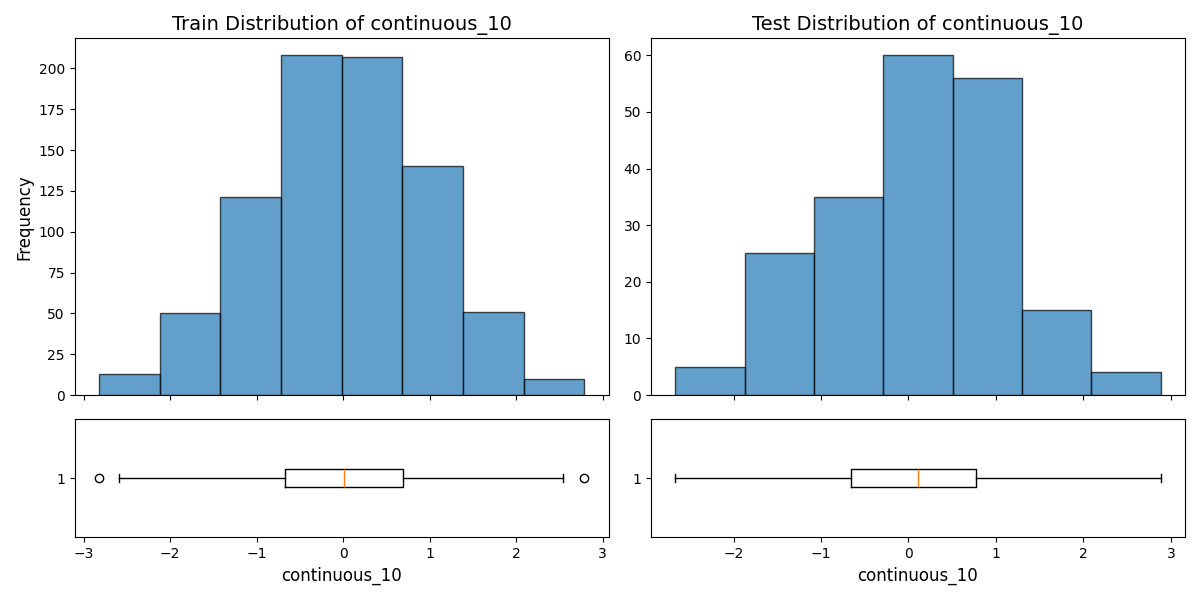 Train Distribution of continuous_10
Frequency
200
175
150
125
100
75
50
25
0
1
−3 −2 −1 0 1 2 3
continuous_10
Test Distribution of continuous_10
60
50
40
30
20
10
0
1
−2 −1 0 1 2 3
continuous_10